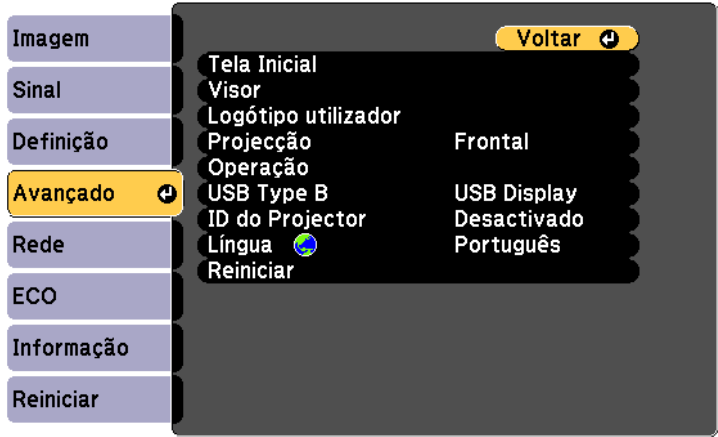 Imagem
Sinal
Definição
Avançado
Rede
ECO
Informação
Reiniciar
Voltar
Tela Inicial
Visor
Logótipo utilizador
Projecção Frontal
Operação
USB Type B USB Display
ID do Projector Desactivado
Língua Português
Reiniciar